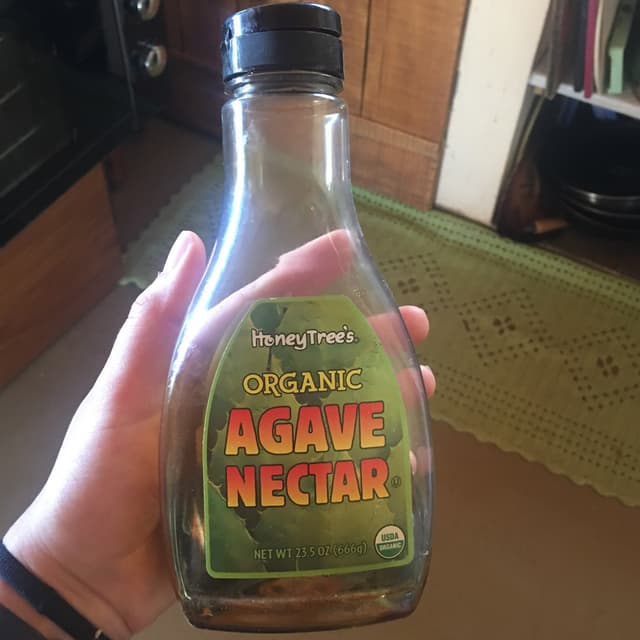 HoneyTree's
ORGANIC
AGAVE
NECTAR
NET WT 23.5 OZ (666g)
USDA
ORGANIC